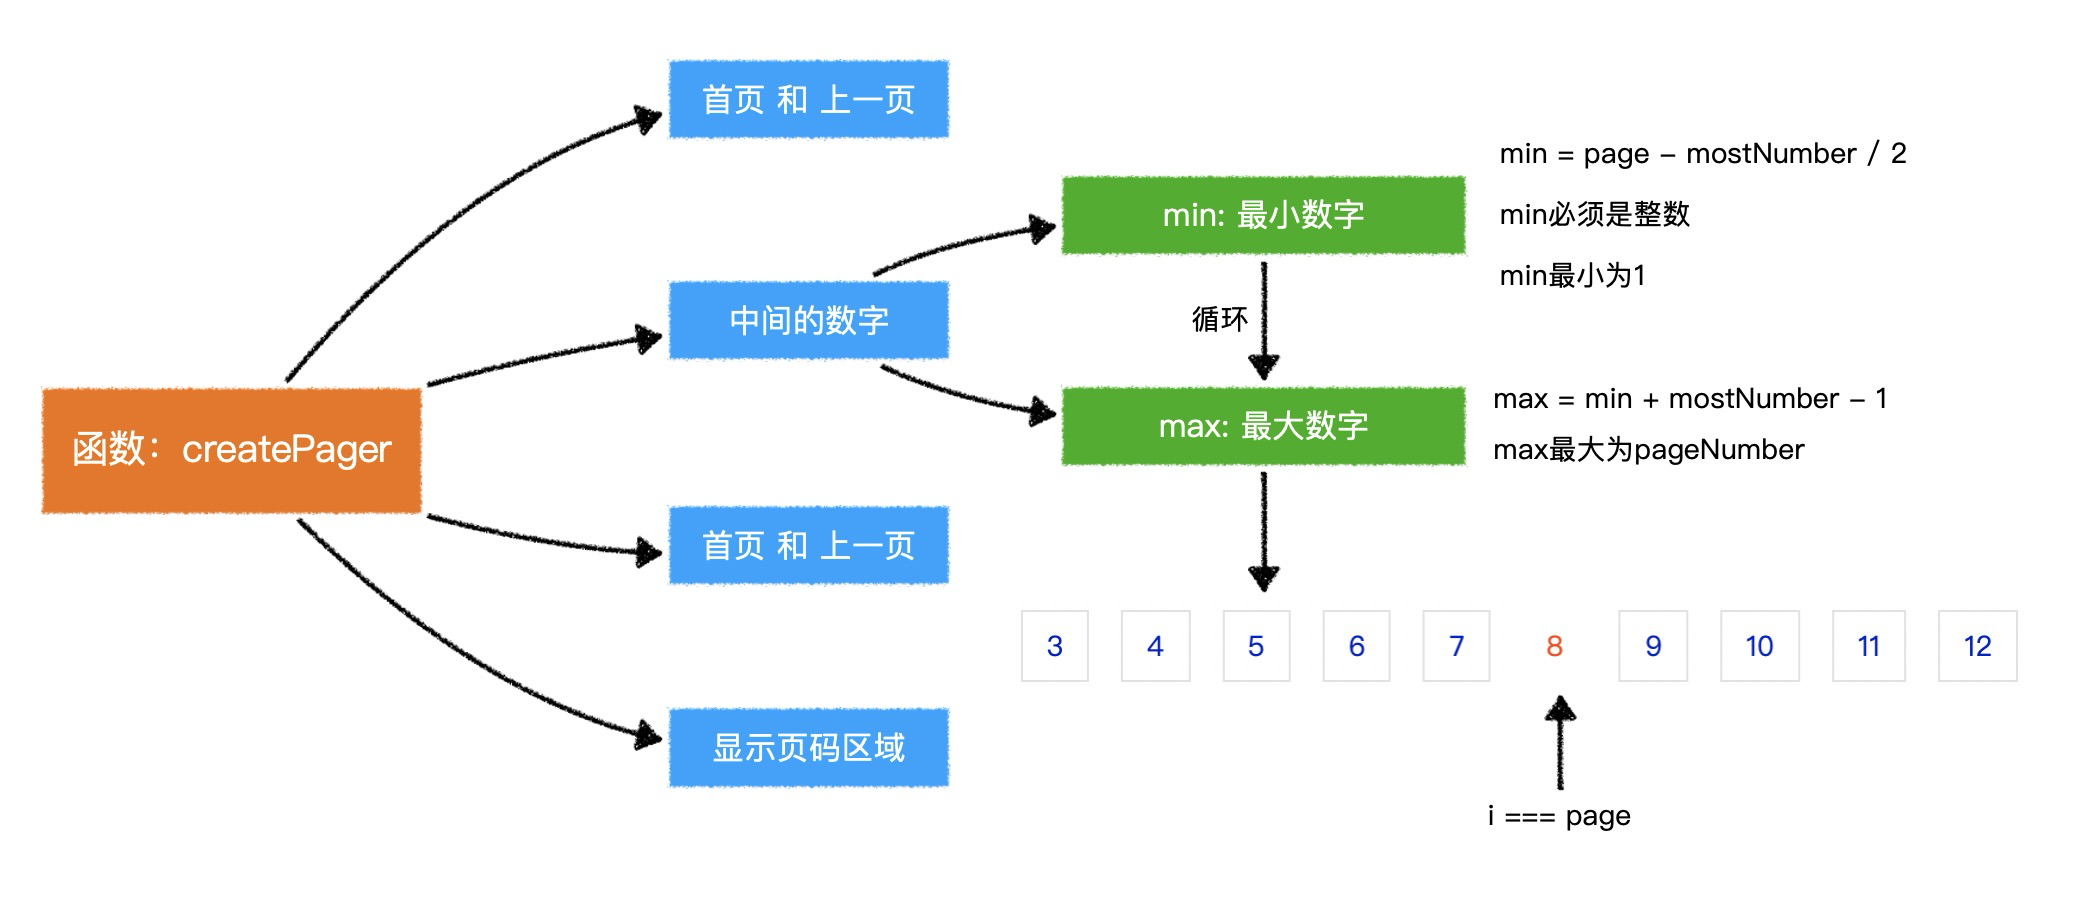 首页 和 上一页
min = page - mostNumber / 2
min: 最小数字
min必须是整数
min最小为1
中间的数字
循环
max = min + mostNumber - 1
max: 最大数字
max最大为pageNumber
函数：createPager
首页 和 上一页
3 4 5 6 7 8 9 10 11 12
显示页码区域
i === page